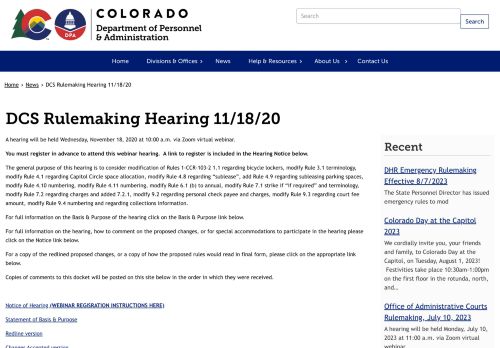 COLORADO
Department of Personnel
& Administration
CO
DPA
Search
Search
Home
Divisions & Offices
News
Help & Resources
About Us
Contact Us
Home › News › DCS Rulemaking Hearing 11/18/20
DCS Rulemaking Hearing 11/18/20
A hearing will be held Wednesday, November 18, 2020 at 10:00 a.m. via Zoom virtual webinar.
You must register in advance to attend this webinar hearing. A link to register is included in the Hearing Notice below.
The general purpose of this hearing is to consider modification of Rules 1-CCR-103-2 1.1 regarding bicycle lockers, modify Rule 3.1 terminology,
modify Rule 4.1 regarding Capitol Circle space allocation, modify Rule 4.8 regarding "sublease", add Rule 4.9 regarding subleasing parking spaces,
modify Rule 4.10 numbering, modify Rule 4.11 numbering, modify Rule 6.1 (b) to annual, modify Rule 7.1 strike if "if required" and terminology,
modify Rule 7.2 regarding charges and added 7.2.1, modify 9.2 regarding personal check payee and charges, modify Rule 9.3 regarding court fee
amount, modify Rule 9.4 numbering and regarding collections information.
For full information on the Basis & Purpose of the hearing click on the Basis & Purpose link below.
For full information on the hearing, how to comment on the proposed changes, or for special accommodations to participate in the hearing please
click on the Notice link below.
For a copy of the redlined proposed changes, or a copy of how the proposed rules would read in final form, please click on the appropriate link
below.
Copies of comments to this docket will be posted on this site below in the order in which they were received.
Notice of Hearing (WEBINAR REGISRATION INSTRUCTIONS HERE)
Statement of Basis & Purpose
Redline version
Changes Accepted version
Recent
DHR Emergency Rulemaking
Effective 8/7/2023
The State Personnel Director has issued
emergency rules to mod
Colorado Day at the Capitol
2023
We cordially invite you, your friends
and family, to Colorado Day at the
Capitol, on Tuesday, August 1, 2023!
Festivities take place 10:30am-1:00pm
on the first floor in the rotunda, north,
and…
Office of Administrative Courts
Rulemaking, July 10, 2023
A hearing will be held Monday, July 10,
2023 at 11:00 a.m. via Zoom virtual
webinar